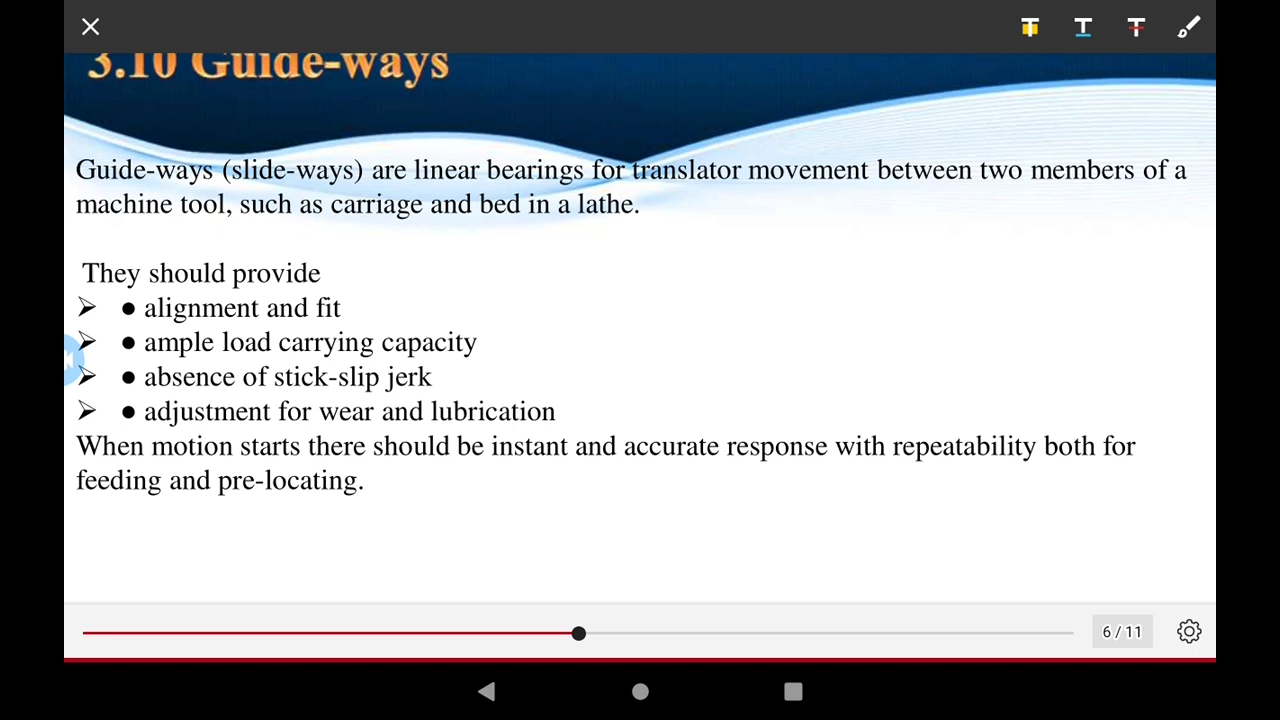 3.10 Guide-ways
Guide-ways (slide-ways) are linear bearings for translator movement between two members of a
machine tool, such as carriage and bed in a lathe.
They should provide
➢ ● alignment and fit
➢ ● ample load carrying capacity
➢ ● absence of stick-slip jerk
➢ ● adjustment for wear and lubrication
When motion starts there should be instant and accurate response with repeatability both for
feeding and pre-locating.
6 / 11